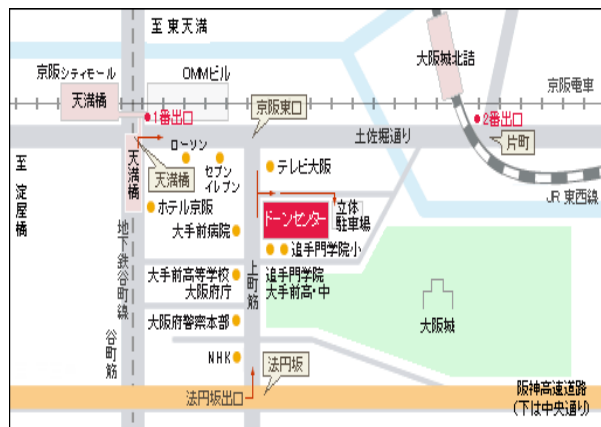 至 東天満
京阪シティモール
OMMビル
大阪城北詰
天満橋
京阪電車
1番出口
京阪東口
2番出口
土佐堀通り
片町
ローソン
天満橋
セブン
イレブン
天満橋
テレビ大阪
至 淀屋橋
JR東西線
ホテル京阪
立体
駐車場
ドーンセンター
大手前病院
追手門学院小
地下鉄谷町線
大手前高等学校
大阪府庁
上町筋
追手門学院
大手前高・中
大阪府警察本部
大阪城
谷町筋
NHK
法円坂
法円坂出口
阪神高速道路
(下は中央通り)